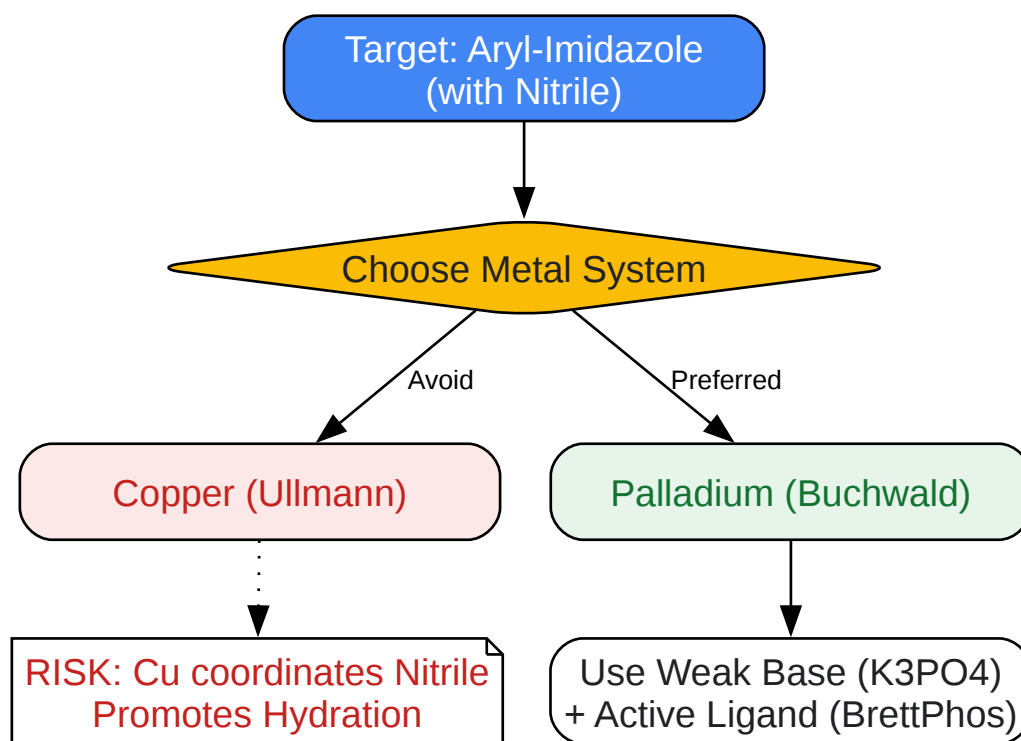 Target: Aryl-Imidazole
(with Nitrile)
Choose Metal System
Avoid
Preferred
Copper (Ullmann)
Palladium (Buchwald)
RISK: Cu coordinates Nitrile
Promotes Hydration
Use Weak Base (K3PO4)
+ Active Ligand (BrettPhos)